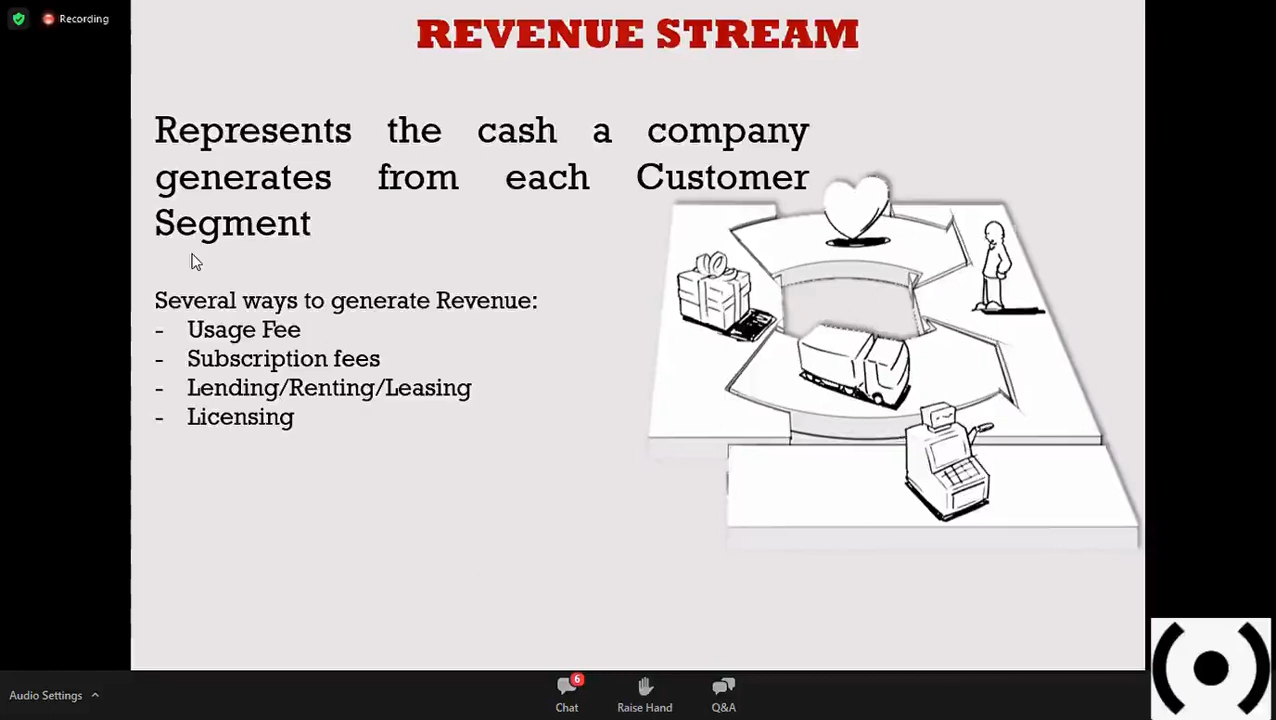 Recording
REVENUE STREAM
Represents the cash a company
generates from each Customer
Segment
Several ways to generate Revenue:
- Usage Fee
- Subscription fees
- Lending/Renting/Leasing
- Licensing
Audio Settings
6
Chat
Raise Hand
Q&A